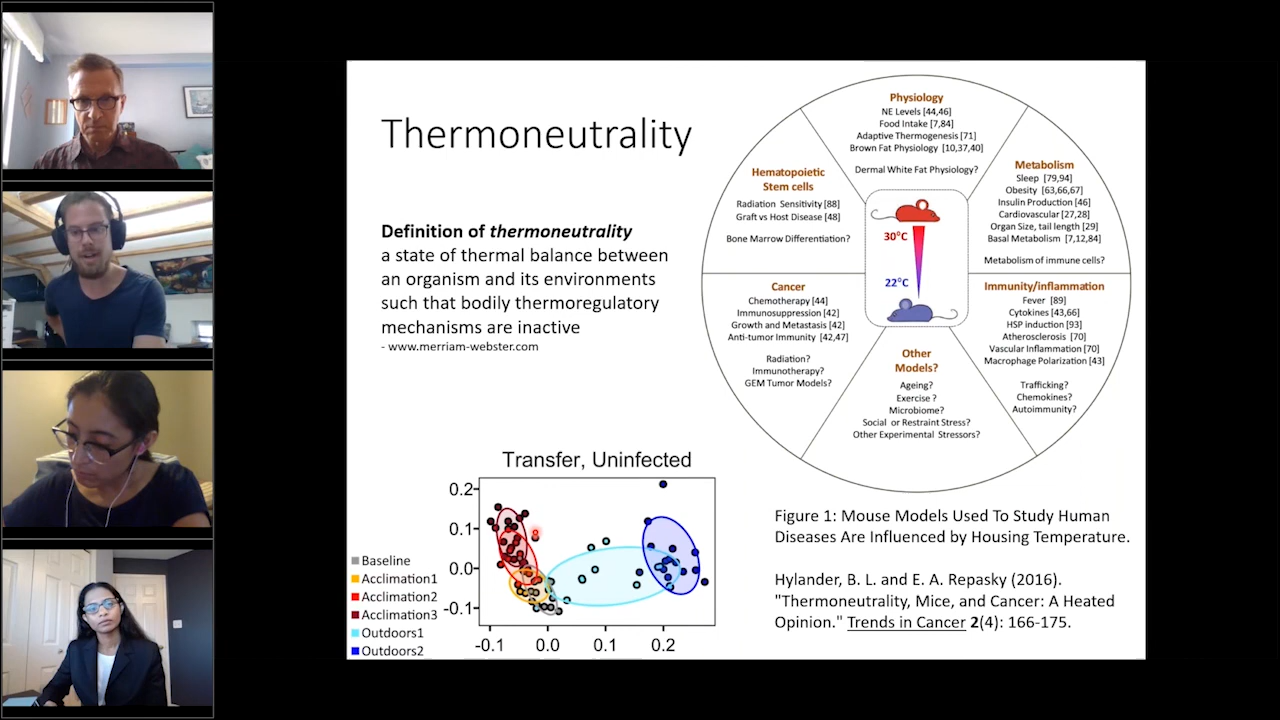 Thermoneutrality
Definition of thermoneutrality
a state of thermal balance between
an organism and its environments
such that bodily thermoregulatory
mechanisms are inactive
- www.merriam-webster.com
Physiology
NE Levels [44,46]
Food Intake [7,84]
Adaptive Thermogenesis [71]
Brown Fat Physiology [10,37,40]
Dermal White Fat Physiology?
Metabolism
Sleep [79,94]
Obesity [63,66,67]
Insulin Production [46]
Cardiovascular [27,28]
Organ Size, tail length [29]
Basal Metabolism [7,12,84]
Metabolism of immune cells?
Immunity/inflammation
Fever [89]
Cytokines [43,66]
HSP induction [93]
Atherosclerosis [70]
Vascular Inflammation [70]
Macrophage Polarization [43]
Trafficking?
Chemokines?
Autoimmunity?
Other
Models?
Ageing?
Exercise ?
Microbiome?
Social or Restraint Stress?
Other Experimental Stressors?
Cancer
Chemotherapy [44]
Immunosuppression [42]
Growth and Metastasis [42]
Anti-tumor Immunity [42,47]
Radiation?
Immunotherapy?
GEM Tumor Models?
Hematopoietic
Stem cells
Radiation Sensitivity [88]
Graft vs Host Disease [48]
Bone Marrow Differentiation?
30°C
22°C
Transfer, Uninfected
0.2
0.1
0.0
-0.1
-0.1 0.0 0.1 0.2
Baseline
Acclimation1
Acclimation2
Acclimation3
Outdoors1
Outdoors2
Figure 1: Mouse Models Used To Study Human
Diseases Are Influenced by Housing Temperature.
Hylander, B. L. and E. A. Repasky (2016).
"Thermoneutrality, Mice, and Cancer: A Heated
Opinion." Trends in Cancer 2(4): 166-175.